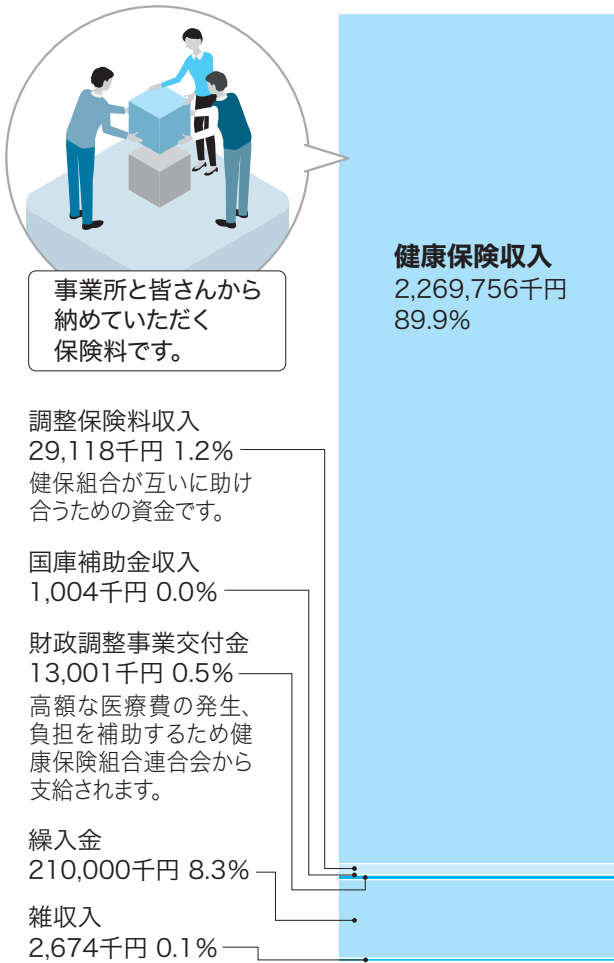 事業所と皆さんから
納めていただく
保険料です。
健康保険収入
2,269,756千円
89.9%
調整保険料収入
29,118千円 1.2%
健保組合が互いに助け
合うための資金です。
国庫補助金収入
1,004千円 0.0%
財政調整事業交付金
13,001千円 0.5%
高額な医療費の発生、
負担を補助するため健
康保険組合連合会から
支給されます。
繰入金
210,000千円 8.3%
雑収入
2,674千円 0.1%